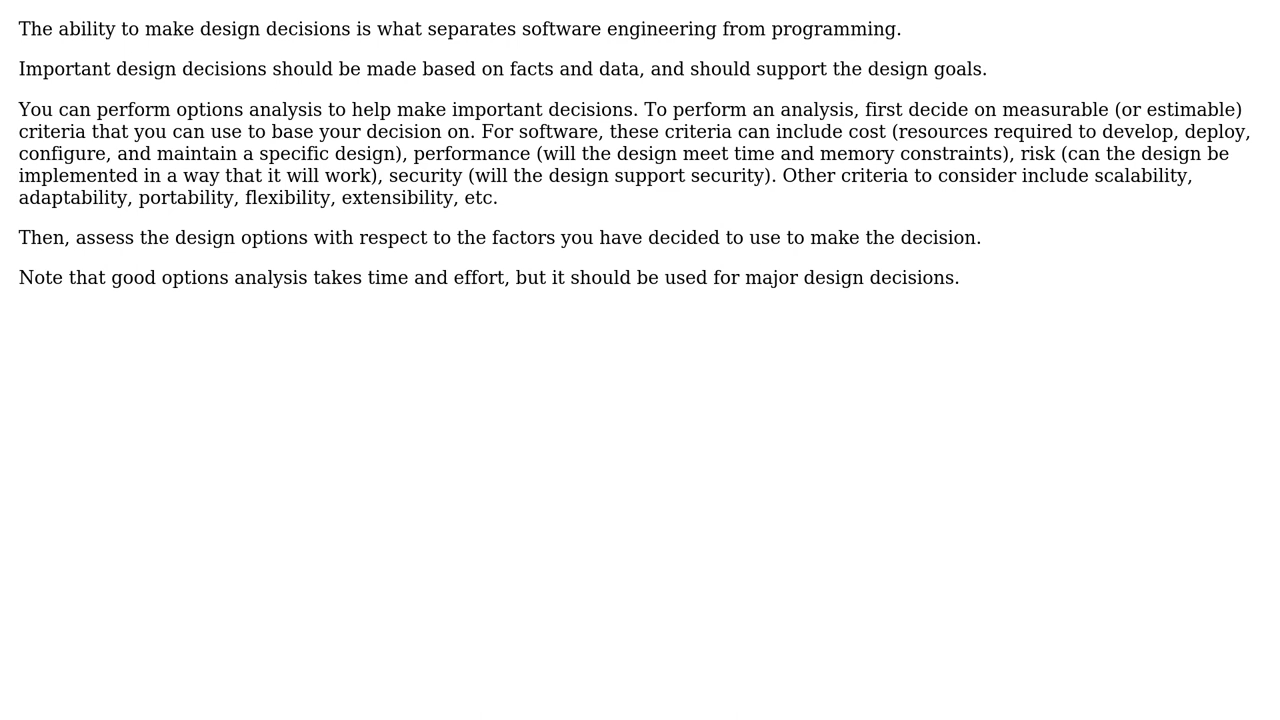 The ability to make design decisions is what separates software engineering from programming.
Important design decisions should be made based on facts and data, and should support the design goals.
You can perform options analysis to help make important decisions. To perform an analysis, first decide on measurable (or estimable)
criteria that you can use to base your decision on. For software, these criteria can include cost (resources required to develop, deploy,
configure, and maintain a specific design), performance (will the design meet time and memory constraints), risk (can the design be
implemented in a way that it will work), security (will the design support security). Other criteria to consider include scalability,
adaptability, portability, flexibility, extensibility, etc.
Then, assess the design options with respect to the factors you have decided to use to make the decision.
Note that good options analysis takes time and effort, but it should be used for major design decisions.